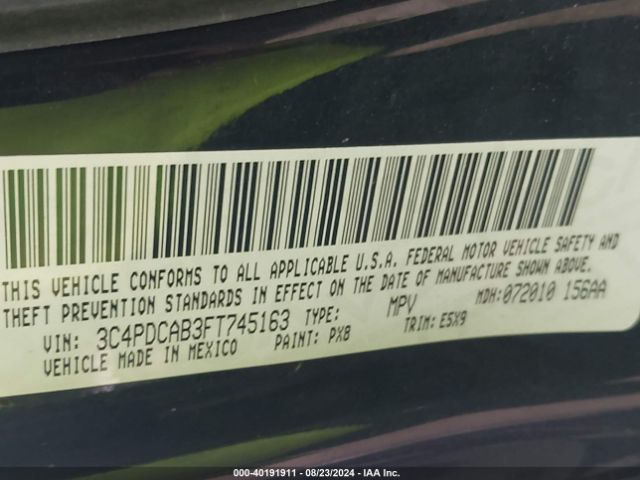 THIS VEHICLE CONFORMS TO ALL APPLICABLE U.S.A. FEDERAL MOTOR VEHICLE SAFETY AND
THEFT PREVENTION STANDARDS IN EFFECT ON THE DATE OF MANUFACTURE SHOWN ABOVE.
VIN: 3C4PDCAB3FT745163 TYPE: MPV MDH:072010 156AA
VEHICLE MADE IN MEXICO PAINT: PX8 TRIM: E5X9
000-40191911 - 08/23/2024 - IAA Inc.